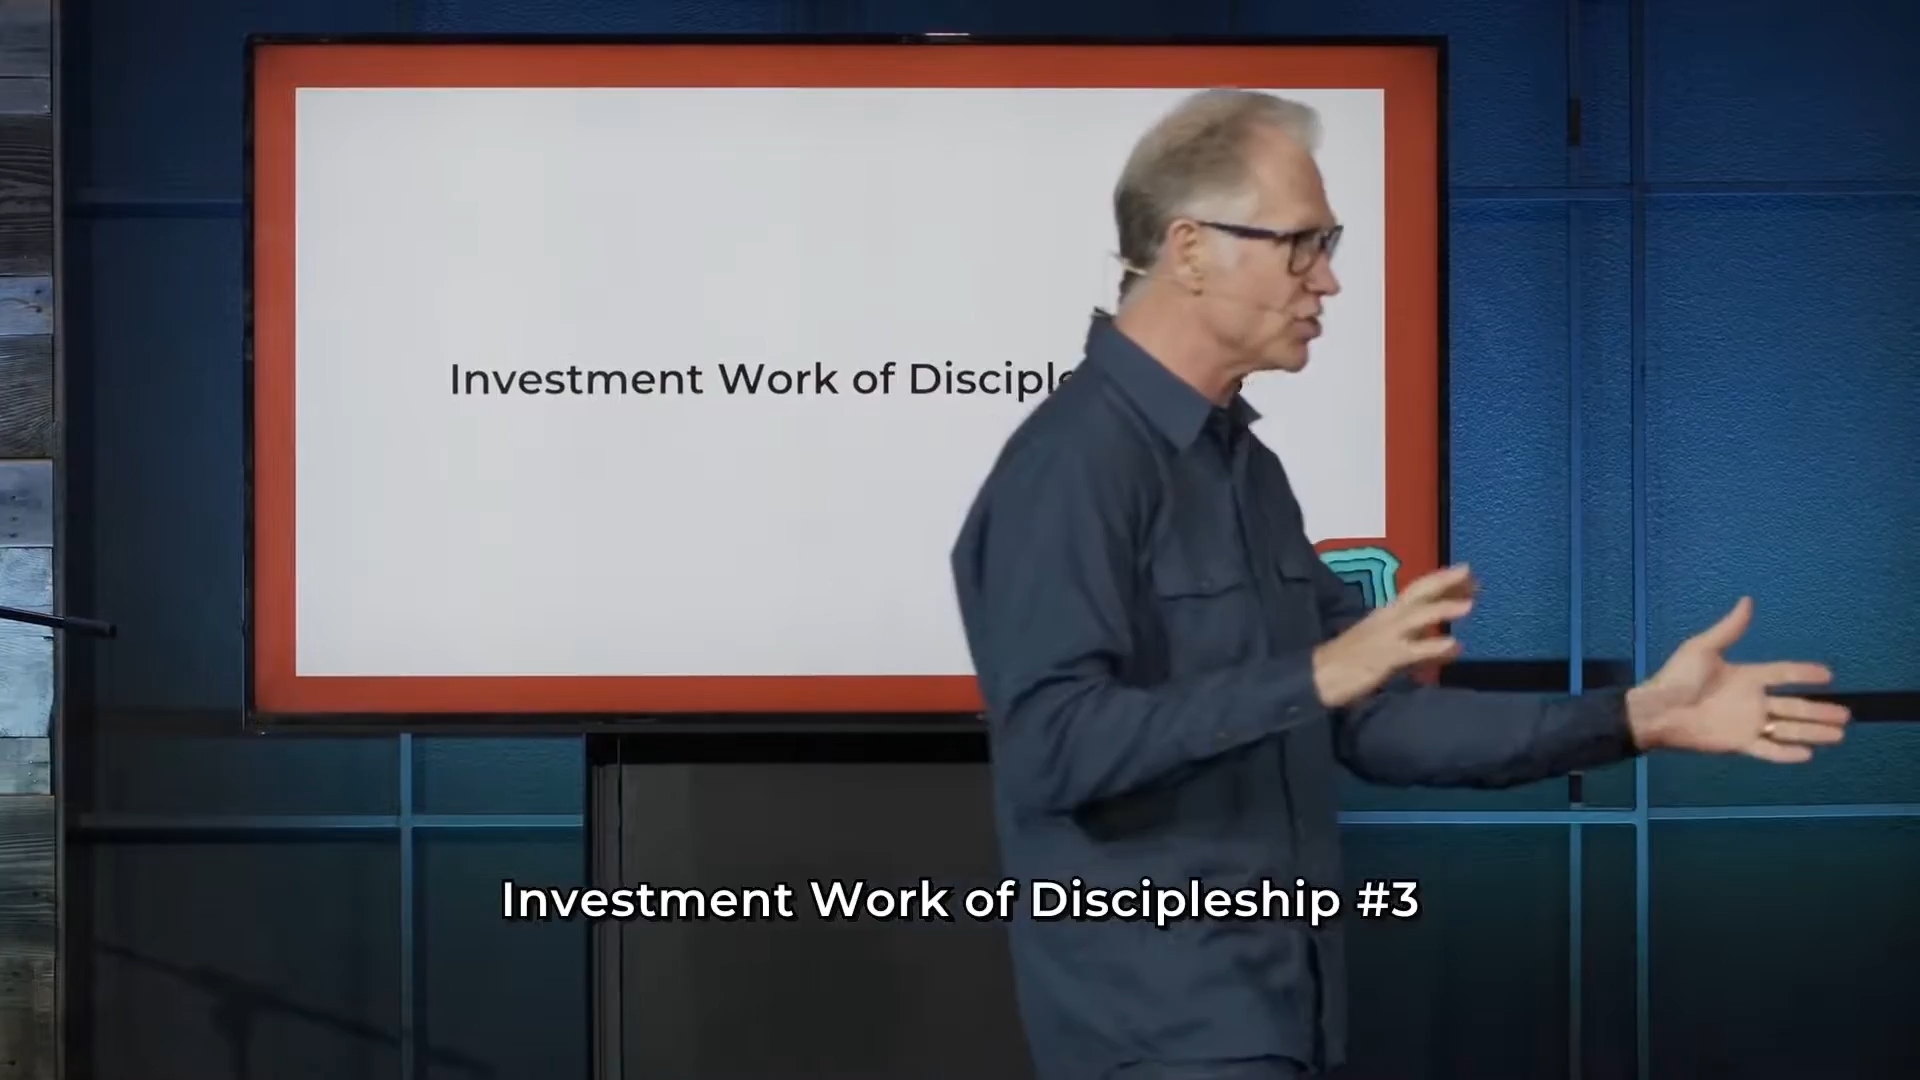 Investment Work of Disciple
Investment Work of Discipleship #3